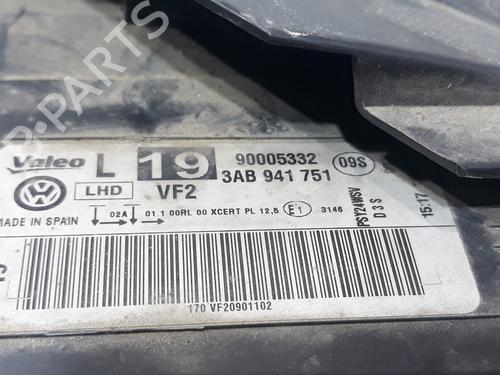 B-PARTS
Valeo L 19 90005332 09S
LHD VF2 3AB 941 751
MADE IN SPAIN 02A 01 1 00RL 00 XCERT PL 12,5 E1 3146
PSY24WSV
D3S
15:17
170 VF20901102